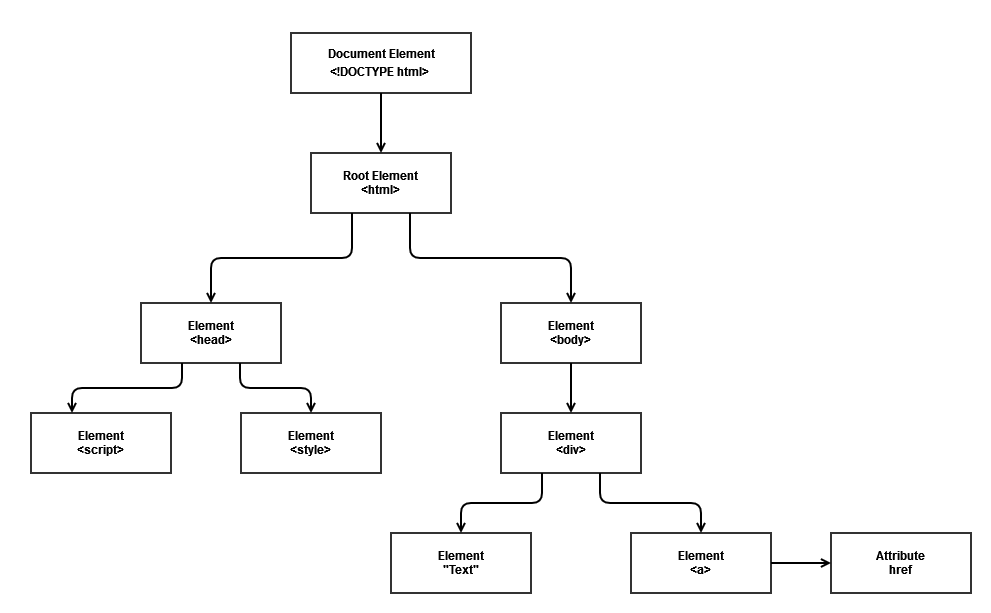 Document Element
<!DOCTYPE html>
Root Element
<html>
Element
<head>
Element
<body>
Element
<script>
Element
<style>
Element
<div>
Element
"Text"
Element
<a>
Attribute
href